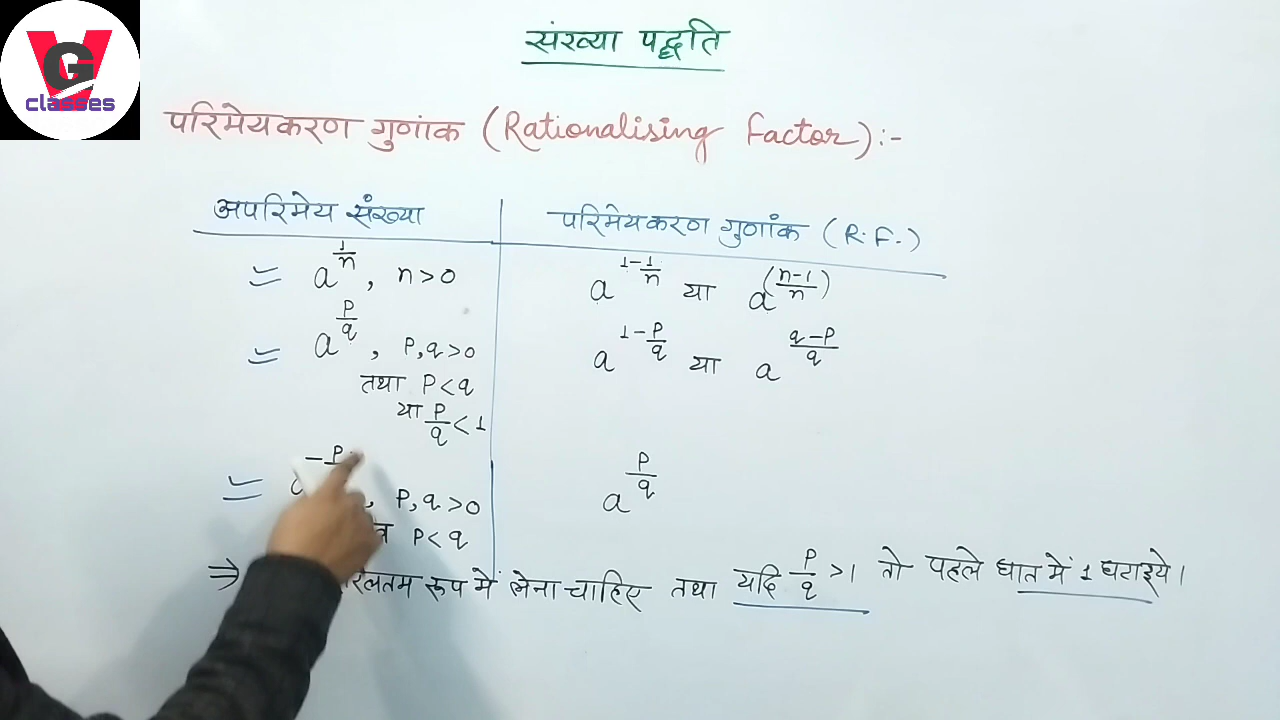 VG classes
संख्या पद्धति
परिमेयकरण गुणांक (Rationalising Factor):-
अपरिमेय संख्या | परिमेयकरण गुणांक (R.F.)
= a^{1/n}, n>0 | a^{1-1/n} या a^{(n-1/n)}
= a^{P/q}, P,q>0 | a^{1-P/q} या a^{q-P/q}
तथा P<q
या P/q<1
= -P P,q>0 | a^{P/q}
P<q
⇒ रूप में लेना चाहिए तथा यदि P/q>1 तो पहले घात में 1 घटाइये।